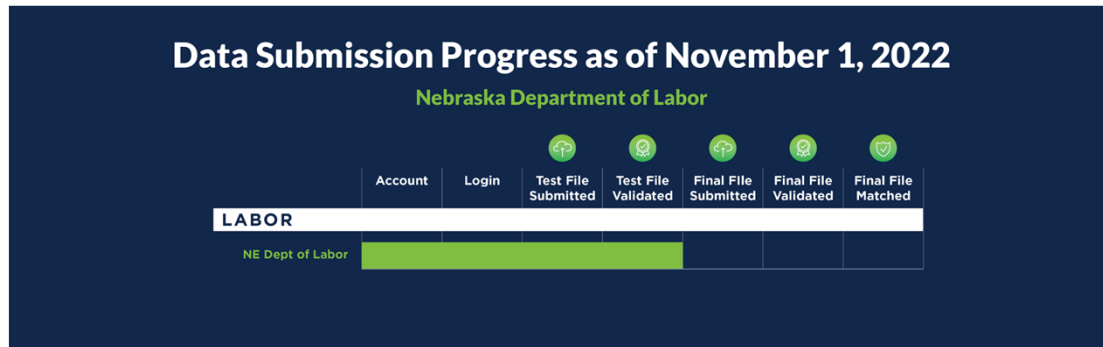 Data Submission Progress as of November 1, 2022
Nebraska Department of Labor
Account Login Test File Submitted Test File Validated Final FIle Submitted Final File Validated Final File Matched
LABOR
NE Dept of Labor